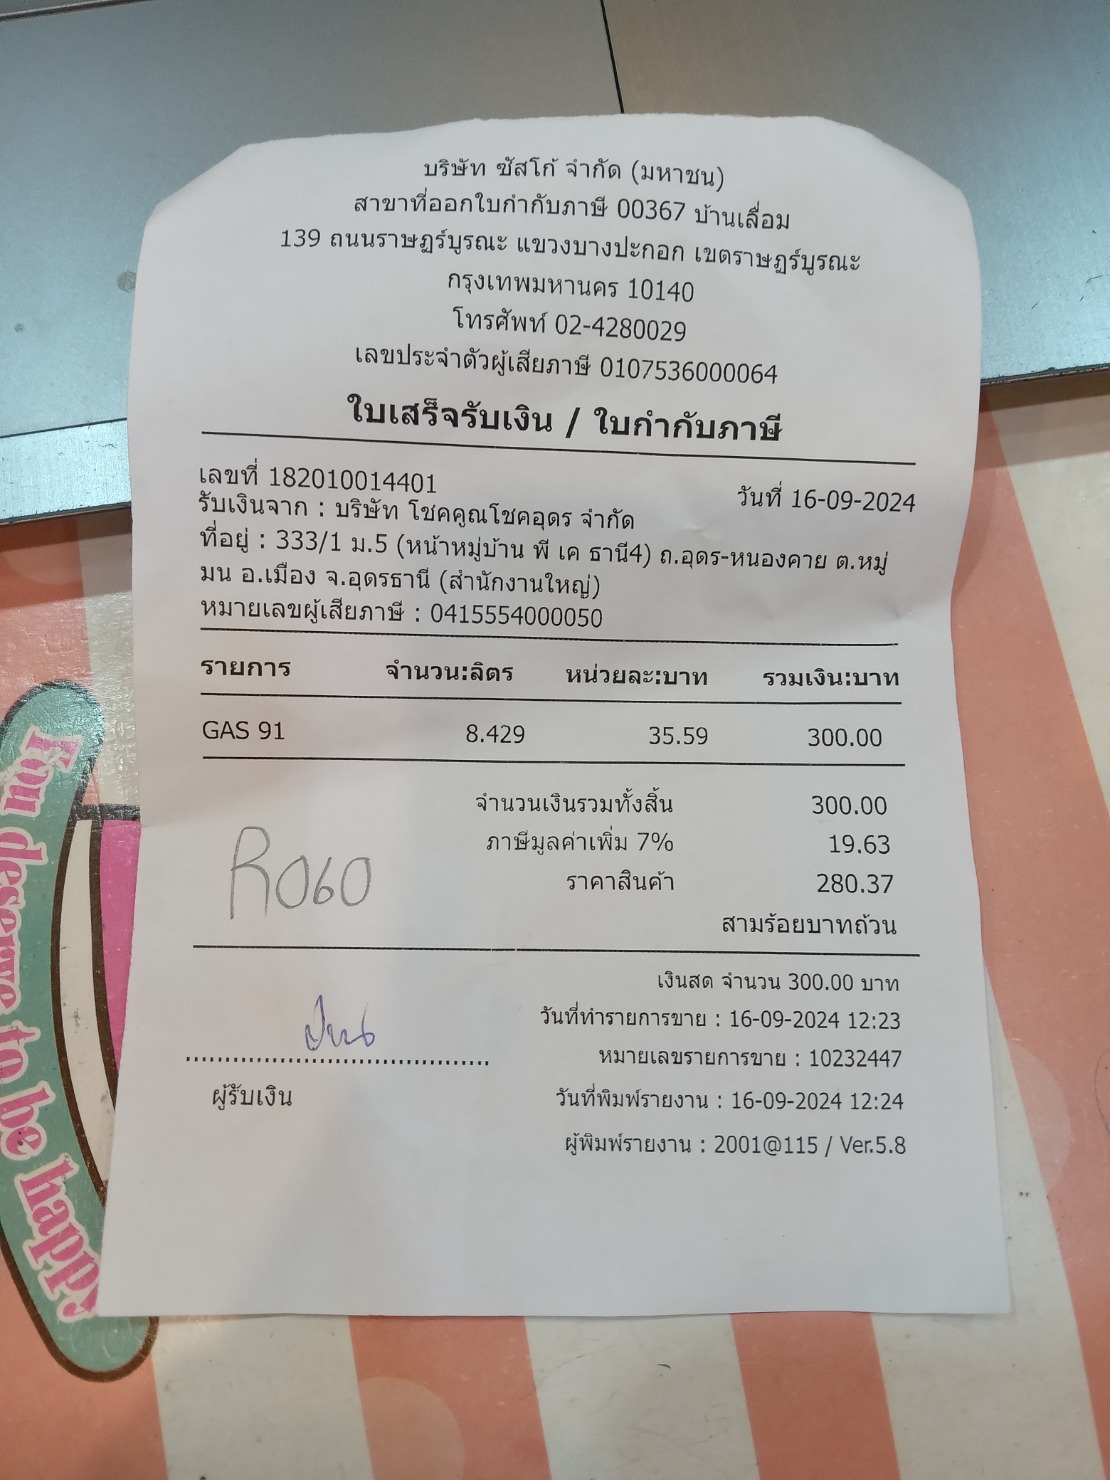 บริษัท ซัสโก้ จำกัด (มหาชน)
สาขาที่ออกใบกำกับภาษี 00367 บ้านเลื่อม
139 ถนนราษฎร์บูรณะ แขวงบางปะกอก เขตราษฎร์บูรณะ
กรุงเทพมหานคร 10140
โทรศัพท์ 02-4280029
เลขประจำตัวผู้เสียภาษี 0107536000064
ใบเสร็จรับเงิน / ใบกำกับภาษี
เลขที่ 182010014401 วันที่ 16-09-2024
รับเงินจาก : บริษัท โชคคูณโชคอุดร จำกัด
ที่อยู่ : 333/1 ม.5 (หน้าหมู่บ้าน พี เค ธานี4) ถ.อุดร-หนองคาย ต.หมู
มน อ.เมือง จ.อุดรธานี (สำนักงานใหญ่)
หมายเลขผู้เสียภาษี : 0415554000050
รายการ จำนวน:ลิตร หน่วยละ:บาท รวมเงิน:บาท
GAS 91 8.429 35.59 300.00
จำนวนเงินรวมทั้งสิ้น 300.00
ภาษีมูลค่าเพิ่ม 7% 19.63
ราคาสินค้า 280.37
R060
สามร้อยบาทถ้วน
เงินสด จำนวน 300.00 บาท
วันที่ทำรายการขาย : 16-09-2024 12:23
หมายเลขรายการขาย : 10232447
ผู้รับเงิน วันที่พิมพ์รายงาน : 16-09-2024 12:24
ผู้พิมพ์รายงาน : 2001@115 / Ver.5.8
You deserve to be happy